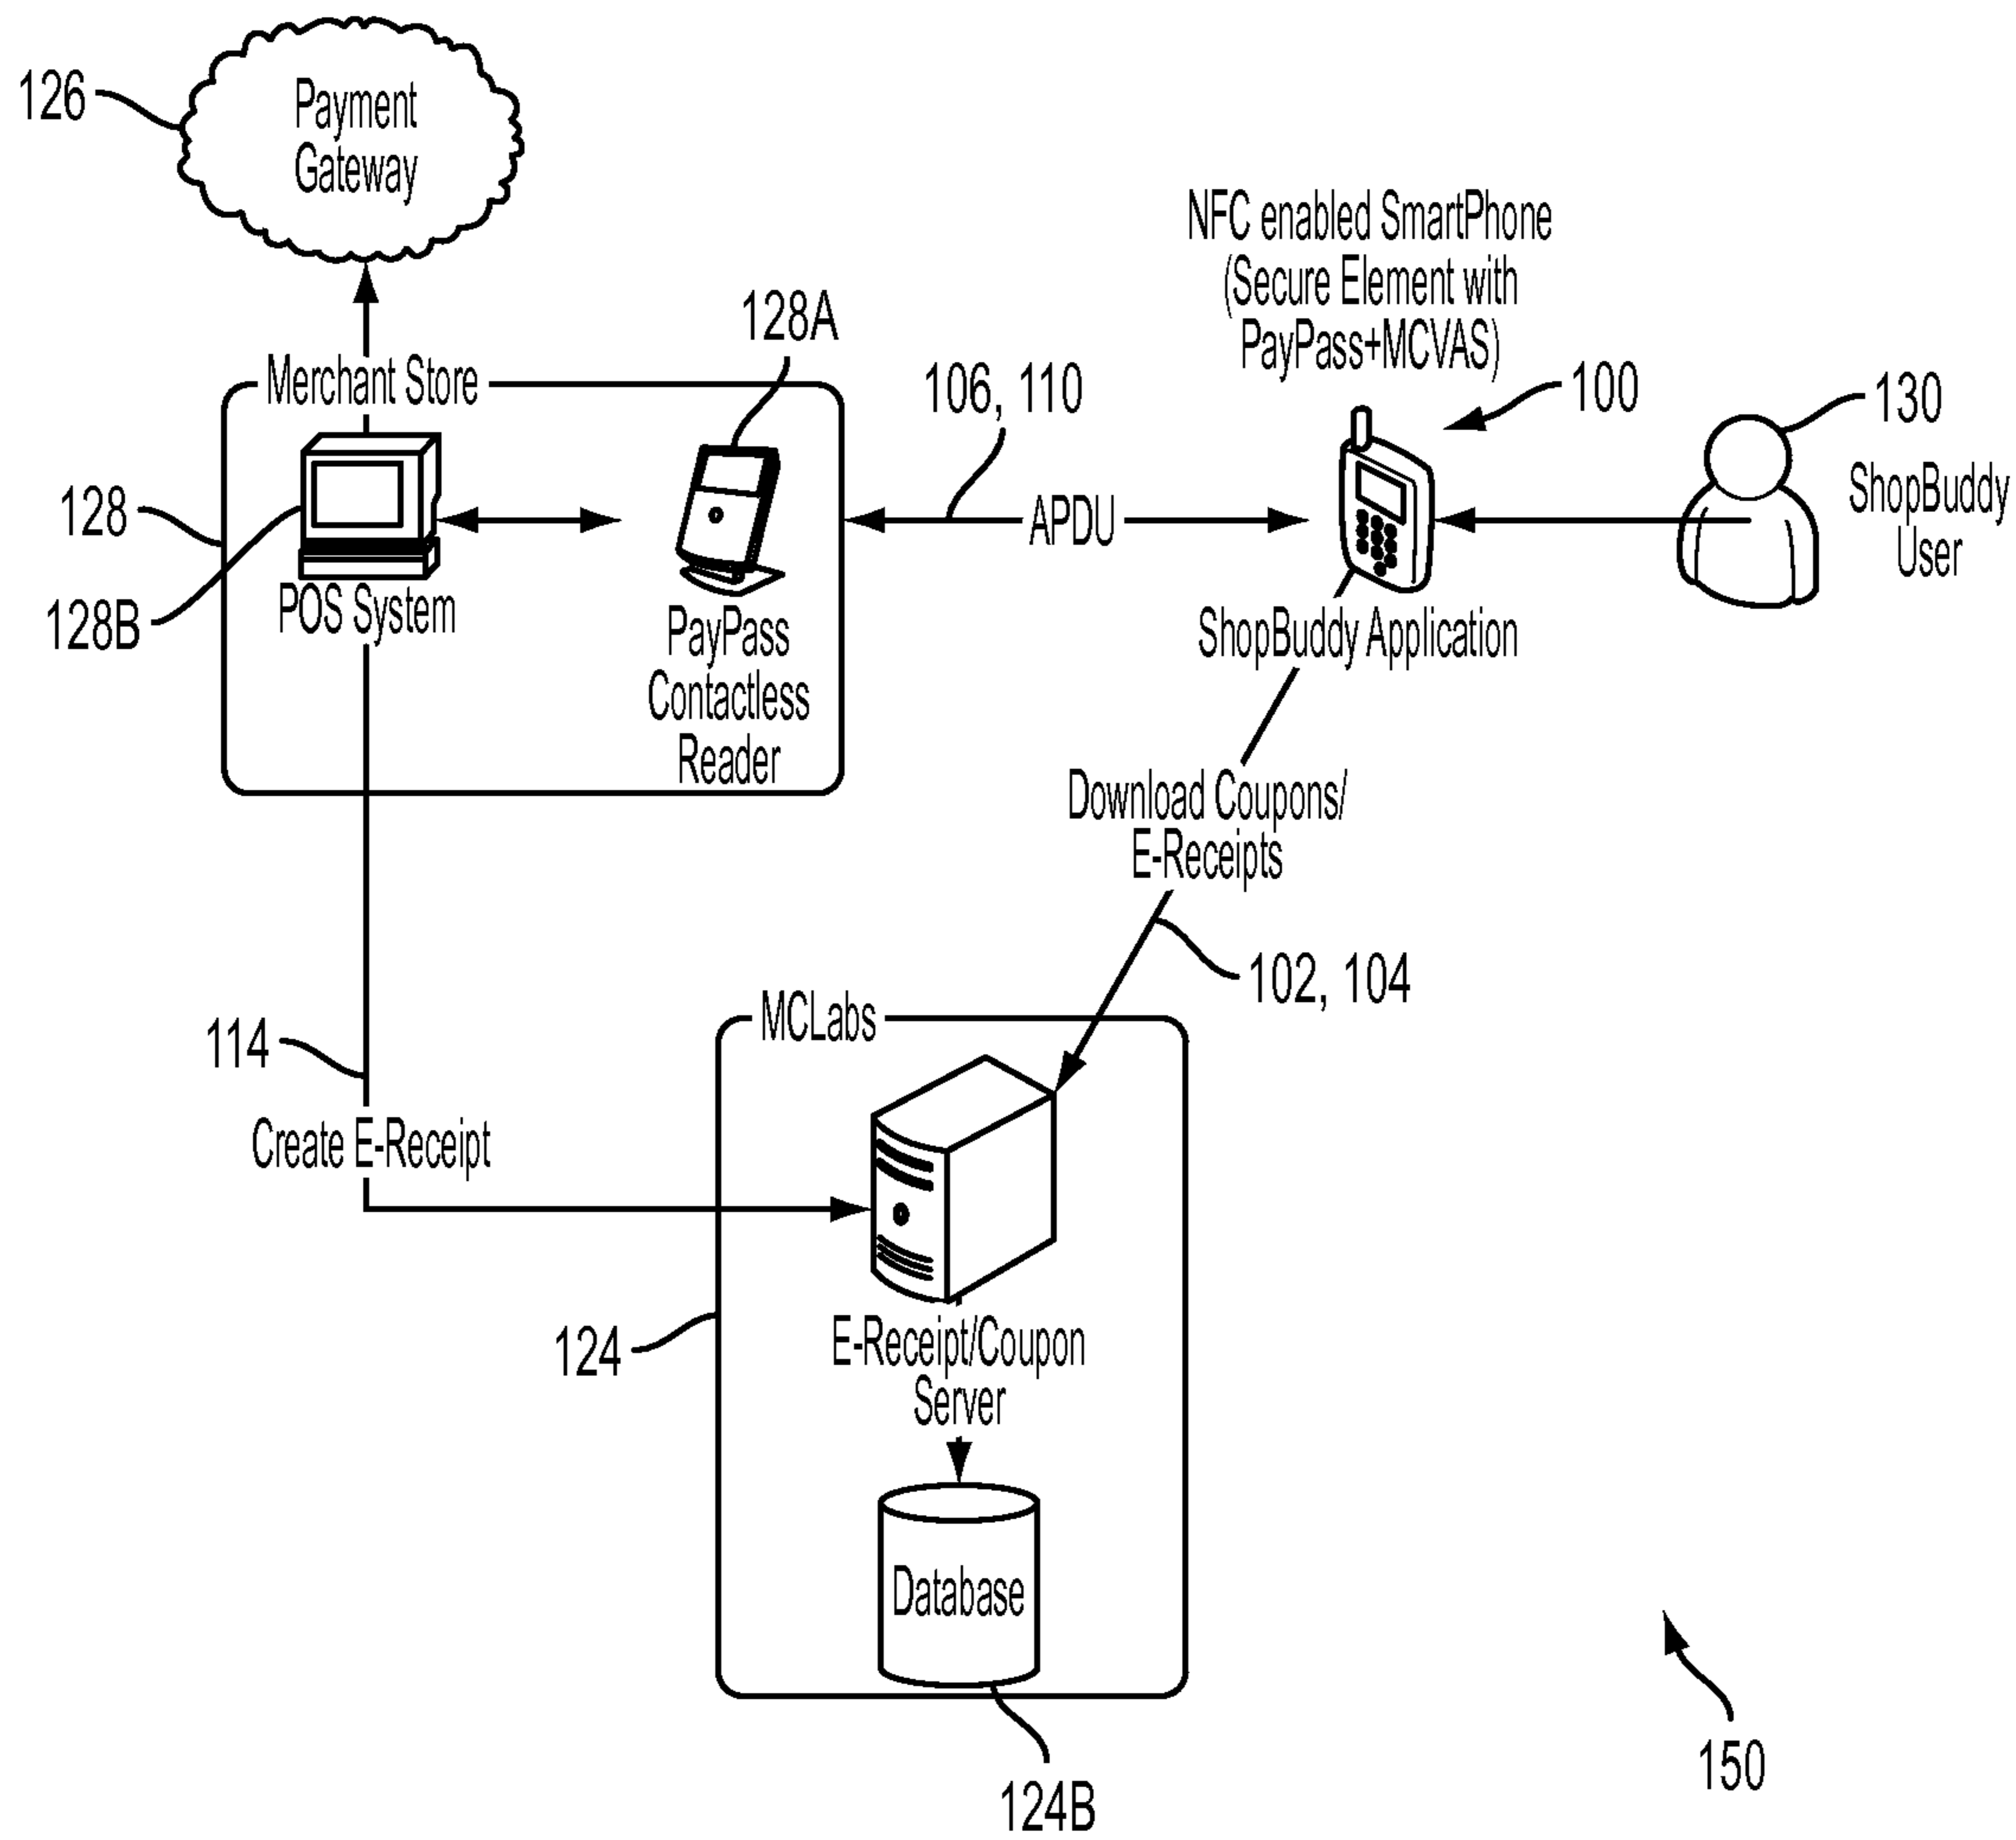 126
Payment
Gateway
NFC enabled SmartPhone
(Secure Element with
PayPass+MCVAS)
128A
Merchant Store
106, 110
100
130
128
APDU
ShopBuddy
User
128B
POS System
PayPass
Contactless
Reader
ShopBuddy Application
Download Coupons/
E-Receipts
102, 104
114
MCLabs
Create E-Receipt
124
E-Receipt/Coupon
Server
Database
124B
150